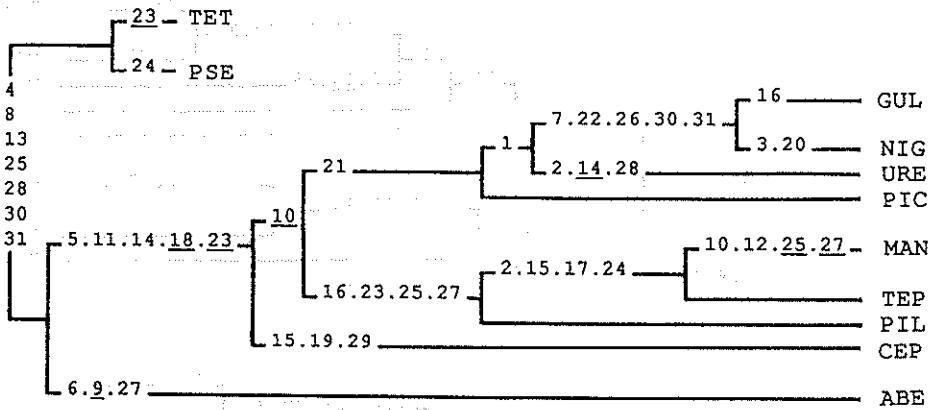 23 TET
24 PSE
4
8
13
25
28
30
31
16 GUL
7.22.26.30.31
3.20 NIG
1
2.14.28 URE
21
PIC
10
5.11.14.18.23
10.12.25.27 MAN
2.15.17.24
16.23.25.27
TEP
PIL
15.19.29 CEP
6.9.27 ABE